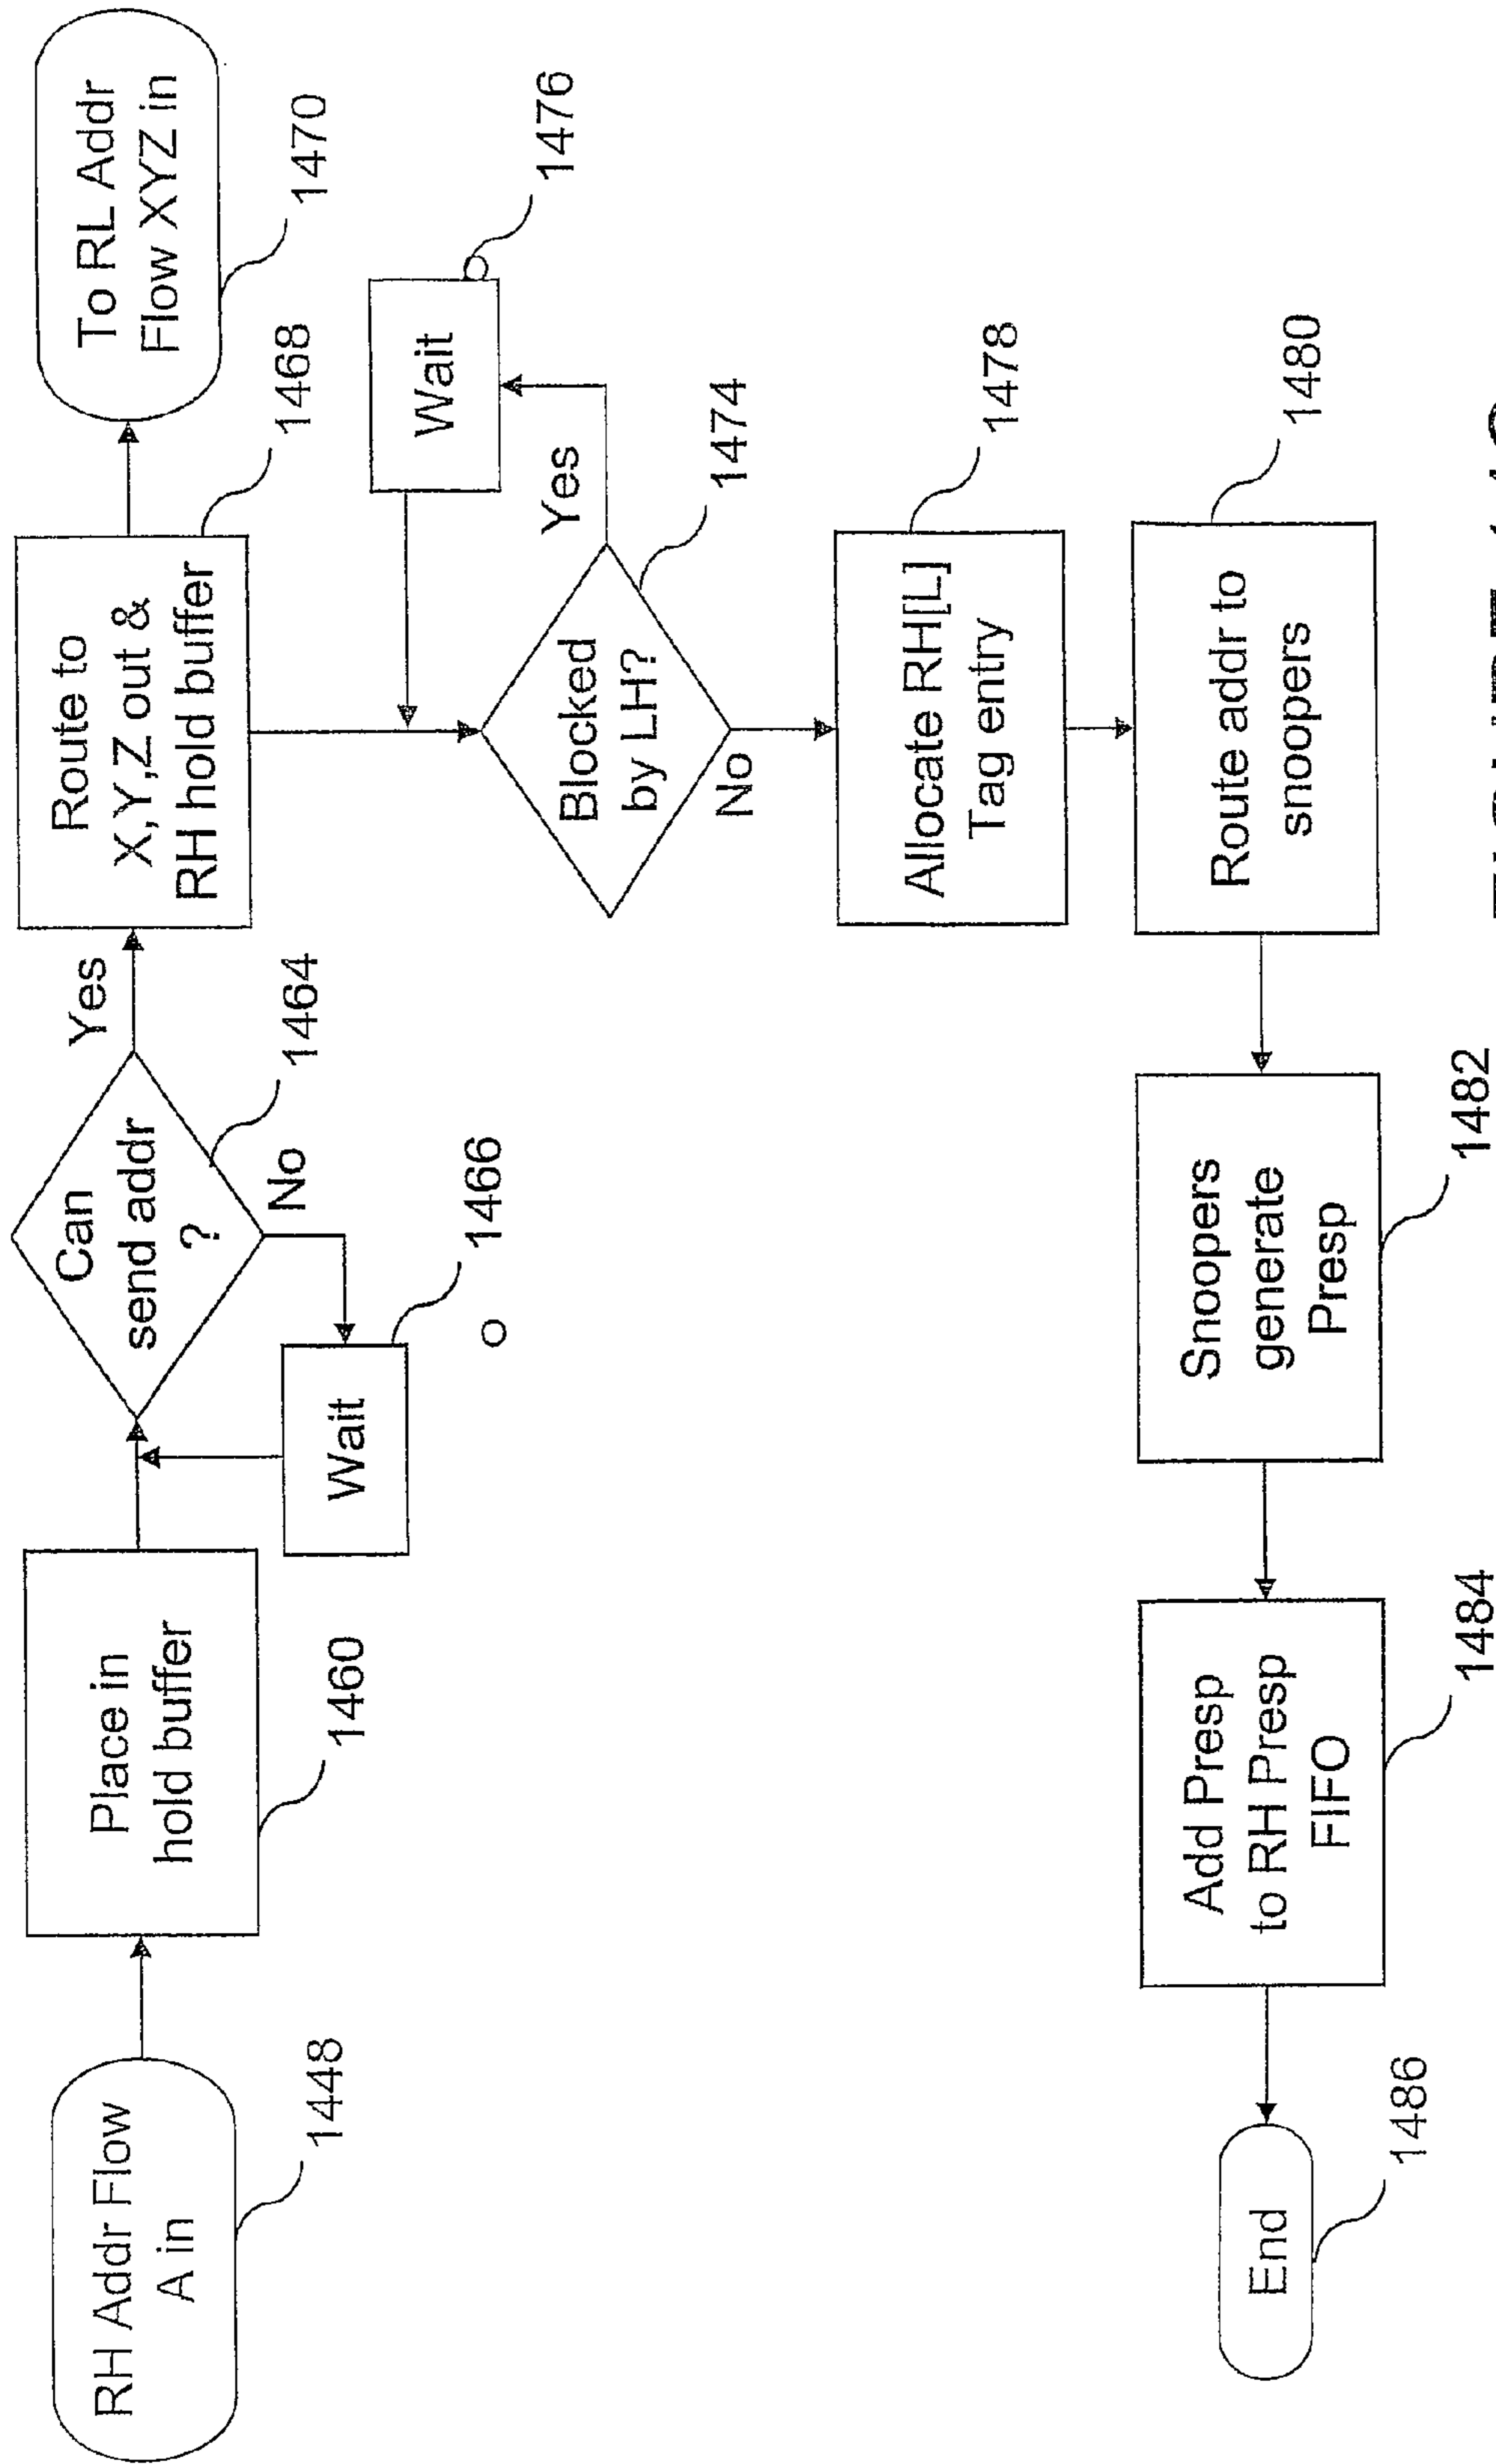 RH Addr Flow
A in
1448
Place in
hold buffer
1460
Can
send addr
?
1464
Yes
No
Wait
1466
Route to
X,Y,Z out &
RH hold buffer
1468
To RL Addr
Flow XYZ in
1470
Blocked
by LH?
1474
Yes
Wait
1476
No
Allocate RH[L]
Tag entry
1478
Route addr to
snoopers
1480
Snoopers
generate
Presp
1482
Add Presp
to RH Presp
FIFO
1484
End
1486